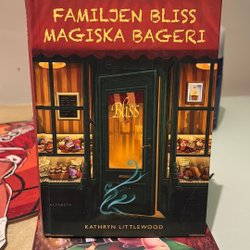 FAMILJEN BLISS
MAGISKA BAGERI
Bliss
KATHRYN LITTLEWOOD